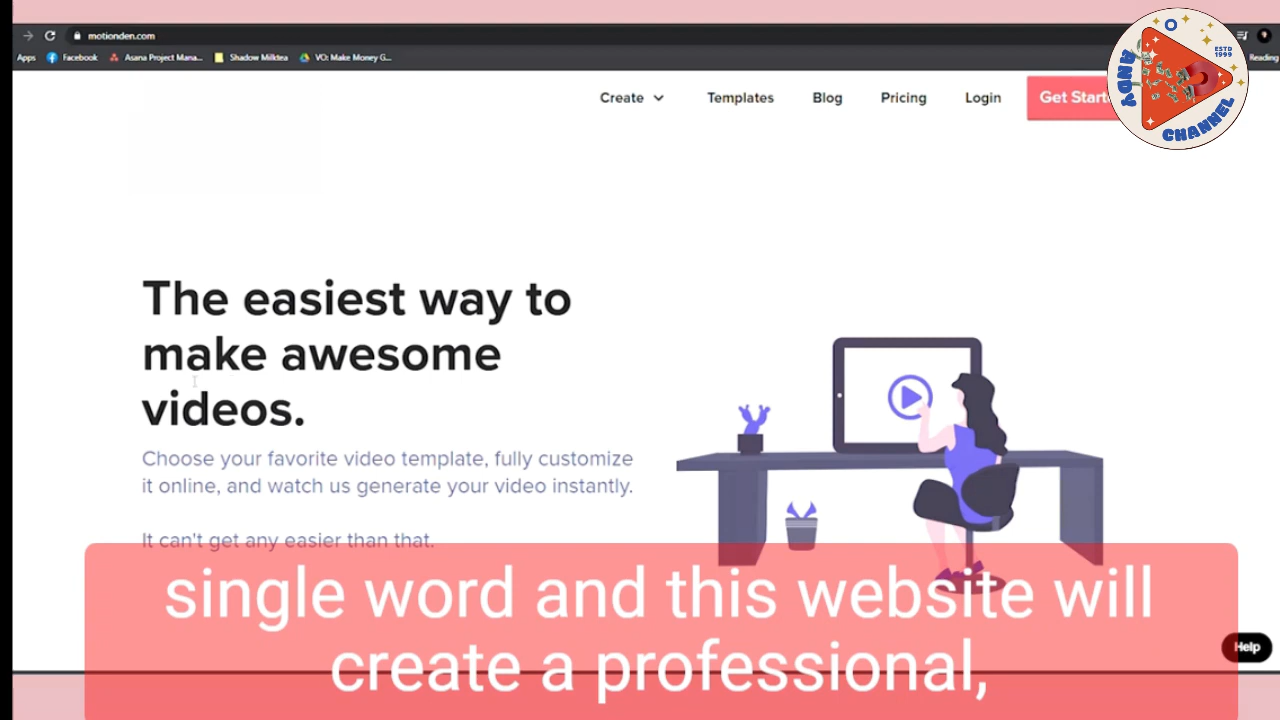 motionden.com
Apps Facebook Asana Project Mana... Shadow Milktea VO: Make Money G... Reading
Create Templates Blog Pricing Login Get Start
ANDY
ESTD
1999
CHANNEL
The easiest way to
make awesome
videos.
Choose your favorite video template, fully customize
it online, and watch us generate your video instantly.
It can't get any easier than that.
single word and this website will
create a professional,
Help